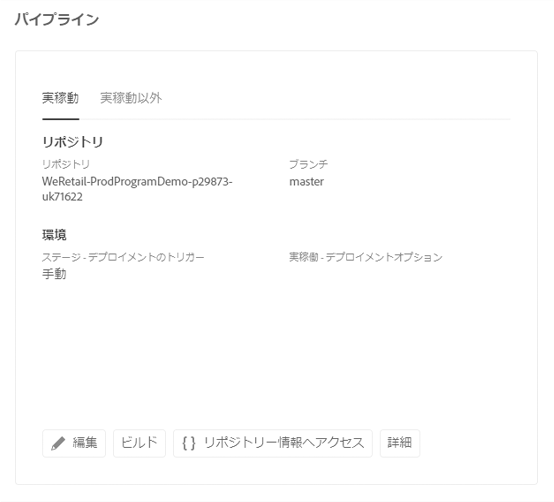 パイプライン
実稼動 実稼動以外
リポジトリ
リポジトリ ブランチ
WeRetail-ProdProgramDemo-p29873-uk71622 master
環境
ステージ - デプロイメントのトリガー 実稼働 - デプロイメントオプション
手動
編集 ビルド { } リポジトリー情報へアクセス 詳細